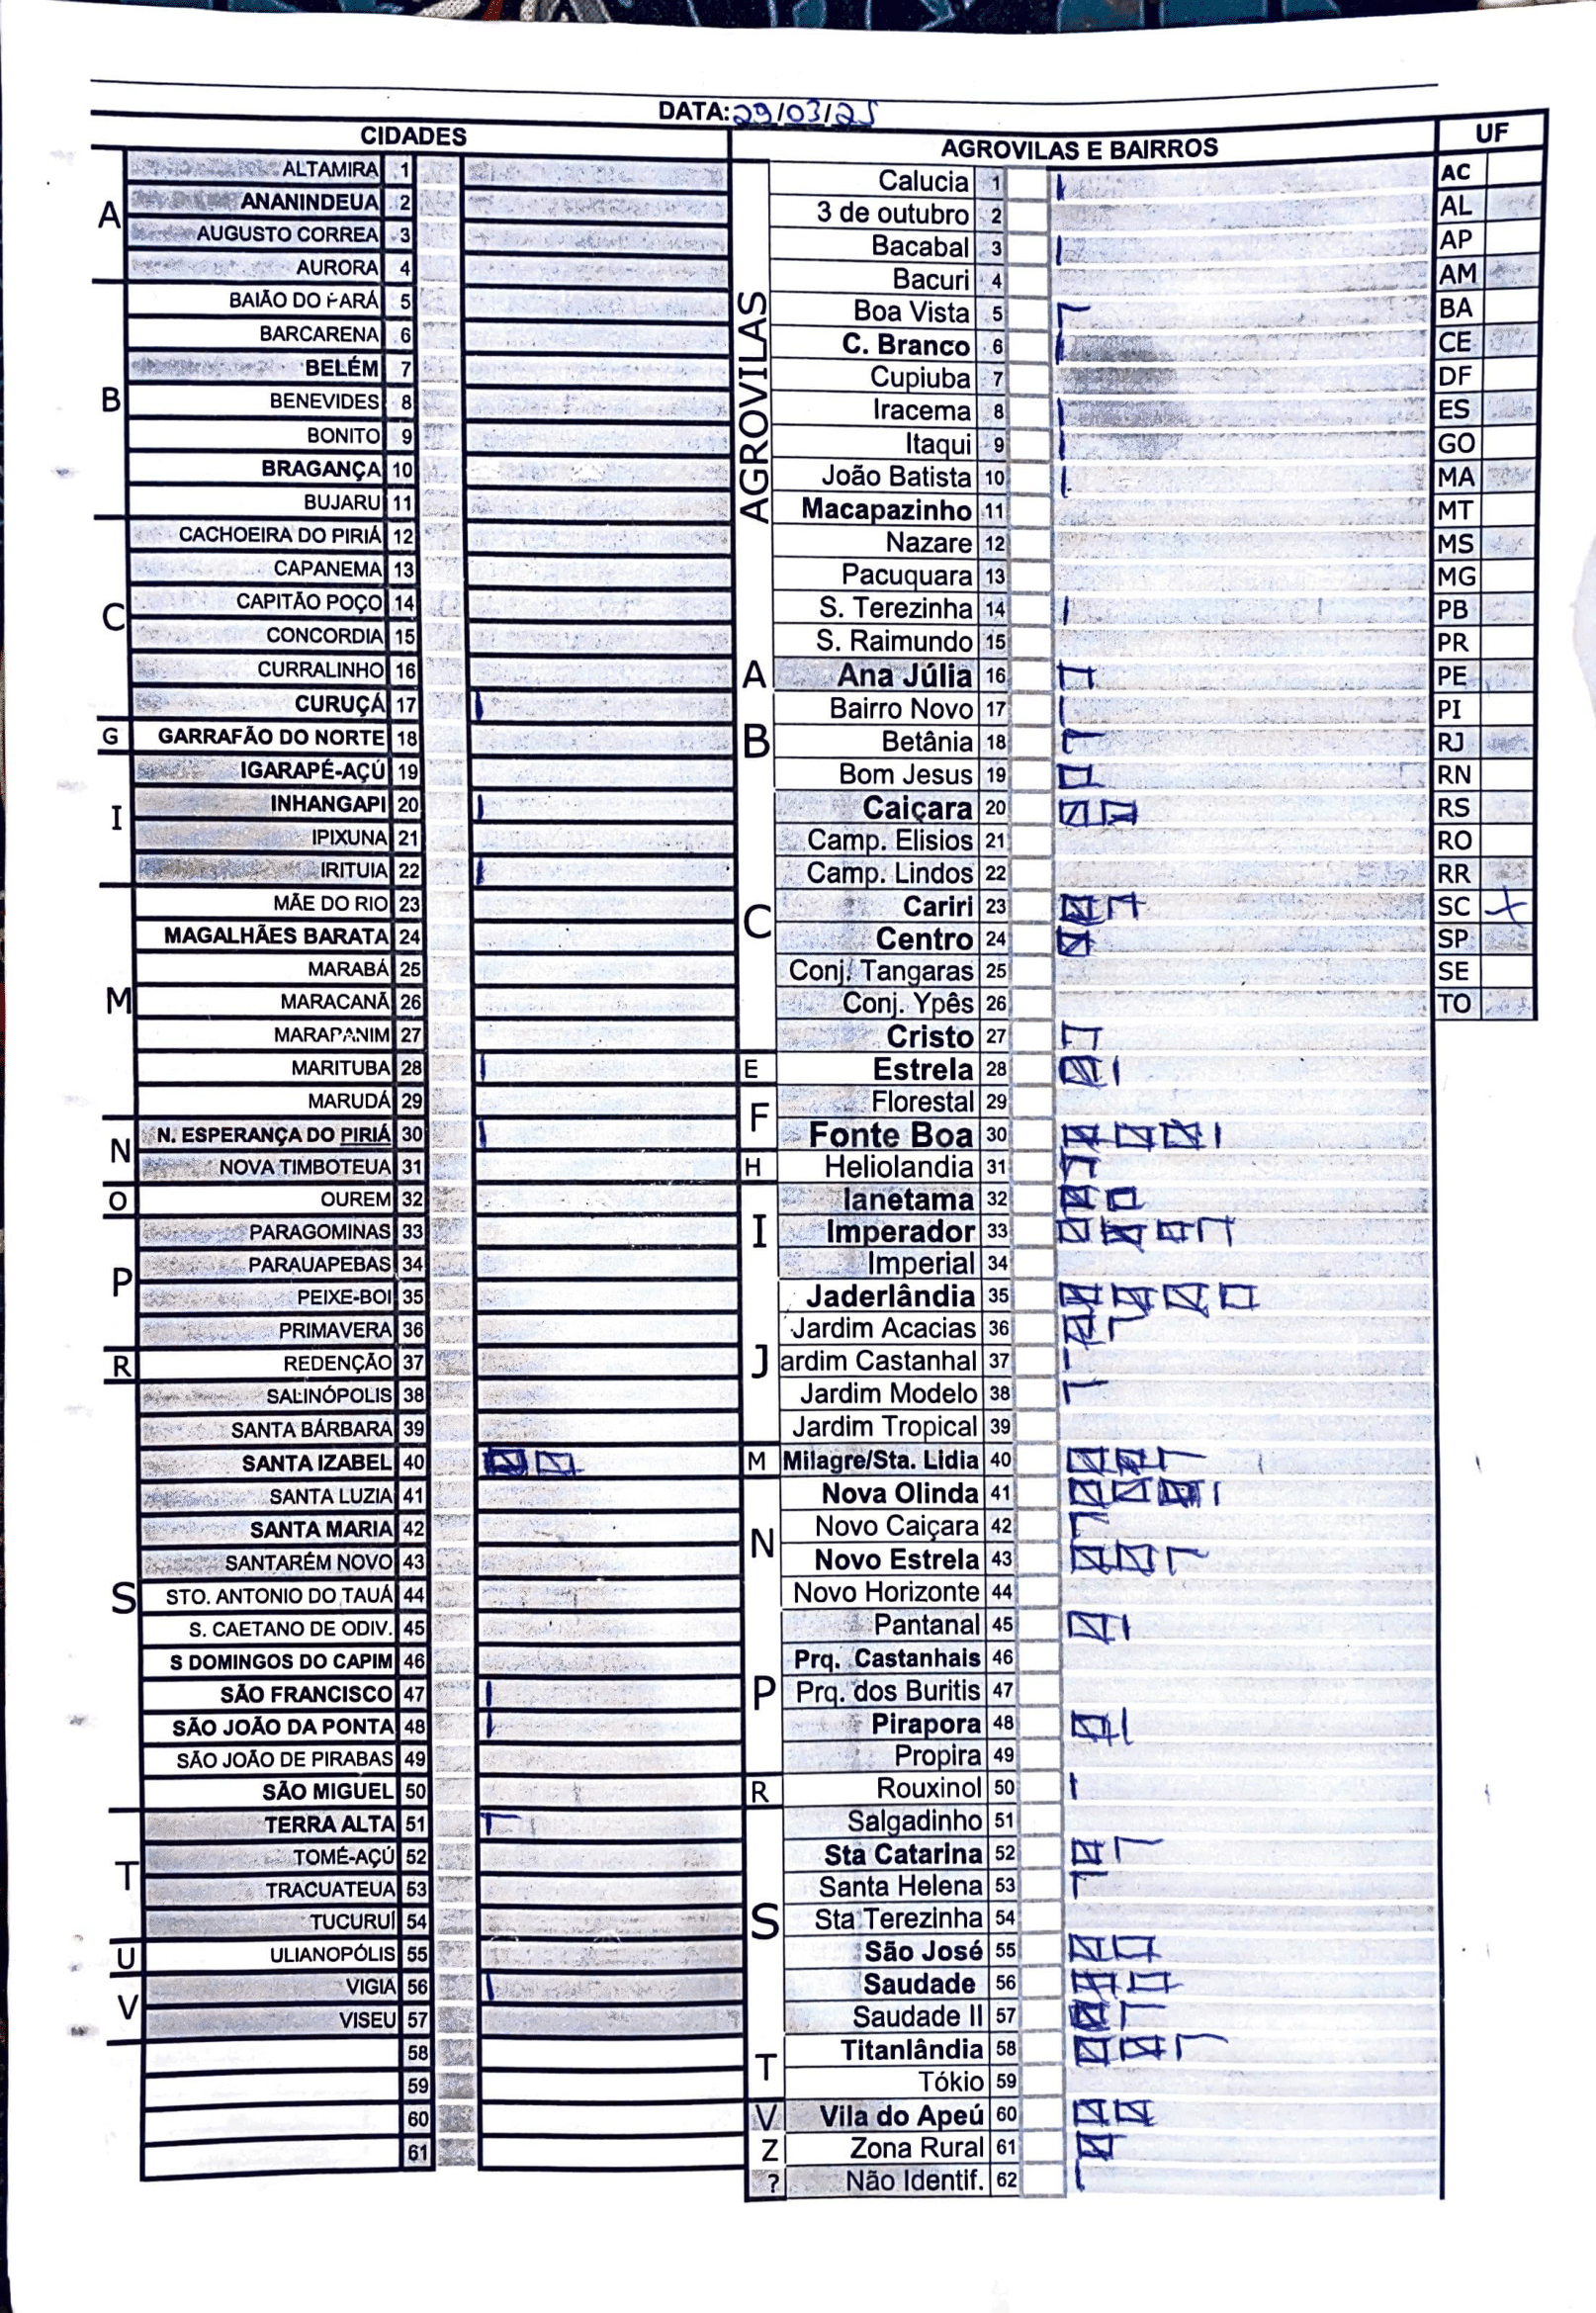 DATA: 29/03/25
CIDADES
A
ALTAMIRA 1
ANANINDEUA 2
AUGUSTO CORREA 3
AURORA 4
B
BAIÃO DO PARÁ 5
BARCARENA 6
BELÉM 7
BENEVIDES 8
BONITO 9
BRAGANÇA 10
BUJARU 11
C
CACHOEIRA DO PIRIÁ 12
CAPANEMA 13
CAPITÃO POÇO 14
CONCORDIA 15
CURRALINHO 16
CURUÇÁ 17
G
GARRAFÃO DO NORTE 18
I
IGARAPÉ-AÇÚ 19
INHANGAPI 20
IPIXUNA 21
IRITUIA 22
M
MÃE DO RIO 23
MAGALHÃES BARATA 24
MARABÁ 25
MARACANÃ 26
MARAPANIM 27
MARITUBA 28
MARUDÁ 29
N
N. ESPERANÇA DO PIRIÁ 30
NOVA TIMBOTEUA 31
O
OUREM 32
P
PARAGOMINAS 33
PARAUAPEBAS 34
PEIXE-BOI 35
PRIMAVERA 36
R
REDENÇÃO 37
S
SALINÓPOLIS 38
SANTA BÁRBARA 39
SANTA IZABEL 40
SANTA LUZIA 41
SANTA MARIA 42
SANTARÉM NOVO 43
STO. ANTONIO DO TAUÁ 44
S. CAETANO DE ODIV. 45
S DOMINGOS DO CAPIM 46
SÃO FRANCISCO 47
SÃO JOÃO DA PONTA 48
SÃO JOÃO DE PIRABAS 49
SÃO MIGUEL 50
T
TERRA ALTA 51
TOMÉ-AÇÚ 52
TRACUATEUA 53
TUCURUÍ 54
U
ULIANOPÓLIS 55
V
VIGIA 56
VISEU 57
58
59
60
61
AGROVILAS E BAIRROS
AGROVILAS
Calucia 1
3 de outubro 2
Bacabal 3
Bacuri 4
Boa Vista 5
C. Branco 6
Cupiuba 7
Iracema 8
Itaqui 9
João Batista 10
Macapazinho 11
Nazare 12
Pacuquara 13
S. Terezinha 14
S. Raimundo 15
A
Ana Júlia 16
B
Bairro Novo 17
Betânia 18
Bom Jesus 19
C
Caiçara 20
Camp. Elisios 21
Camp. Lindos 22
Cariri 23
Centro 24
Conj. Tangaras 25
Conj. Ypês 26
Cristo 27
E
Estrela 28
F
Florestal 29
Fonte Boa 30
H
Heliolandia 31
I
Ianetama 32
Imperador 33
Imperial 34
J
Jaderlândia 35
Jardim Acacias 36
ardim Castanhal 37
Jardim Modelo 38
Jardim Tropical 39
M
Milagre/Sta. Lidia 40
N
Nova Olinda 41
Novo Caiçara 42
Novo Estrela 43
Novo Horizonte 44
P
Pantanal 45
Prq. Castanhais 46
Prq. dos Buritis 47
Pirapora 48
Propira 49
R
Rouxinol 50
S
Salgadinho 51
Sta Catarina 52
Santa Helena 53
Sta Terezinha 54
São José 55
Saudade 56
Saudade II 57
T
Titanlândia 58
Tókio 59
V
Vila do Apeú 60
Z
Zona Rural 61
?
Não Identif. 62
UF
AC
AL
AP
AM
BA
CE
DF
ES
GO
MA
MT
MS
MG
PB
PR
PE
PI
RJ
RN
RS
RO
RR
SC X
SP
SE
TO